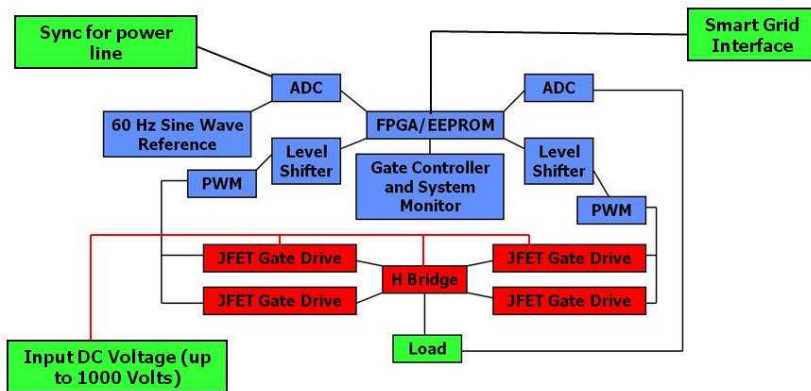 Sync for power
line
Smart Grid
Interface
ADC
ADC
60 Hz Sine Wave
Reference
FPGA/EEPROM
Level
Shifter
Level
Shifter
PWM
Gate Controller
and System
Monitor
PWM
JFET Gate Drive
JFET Gate Drive
H Bridge
JFET Gate Drive
JFET Gate Drive
Load
Input DC Voltage (up
to 1000 Volts)